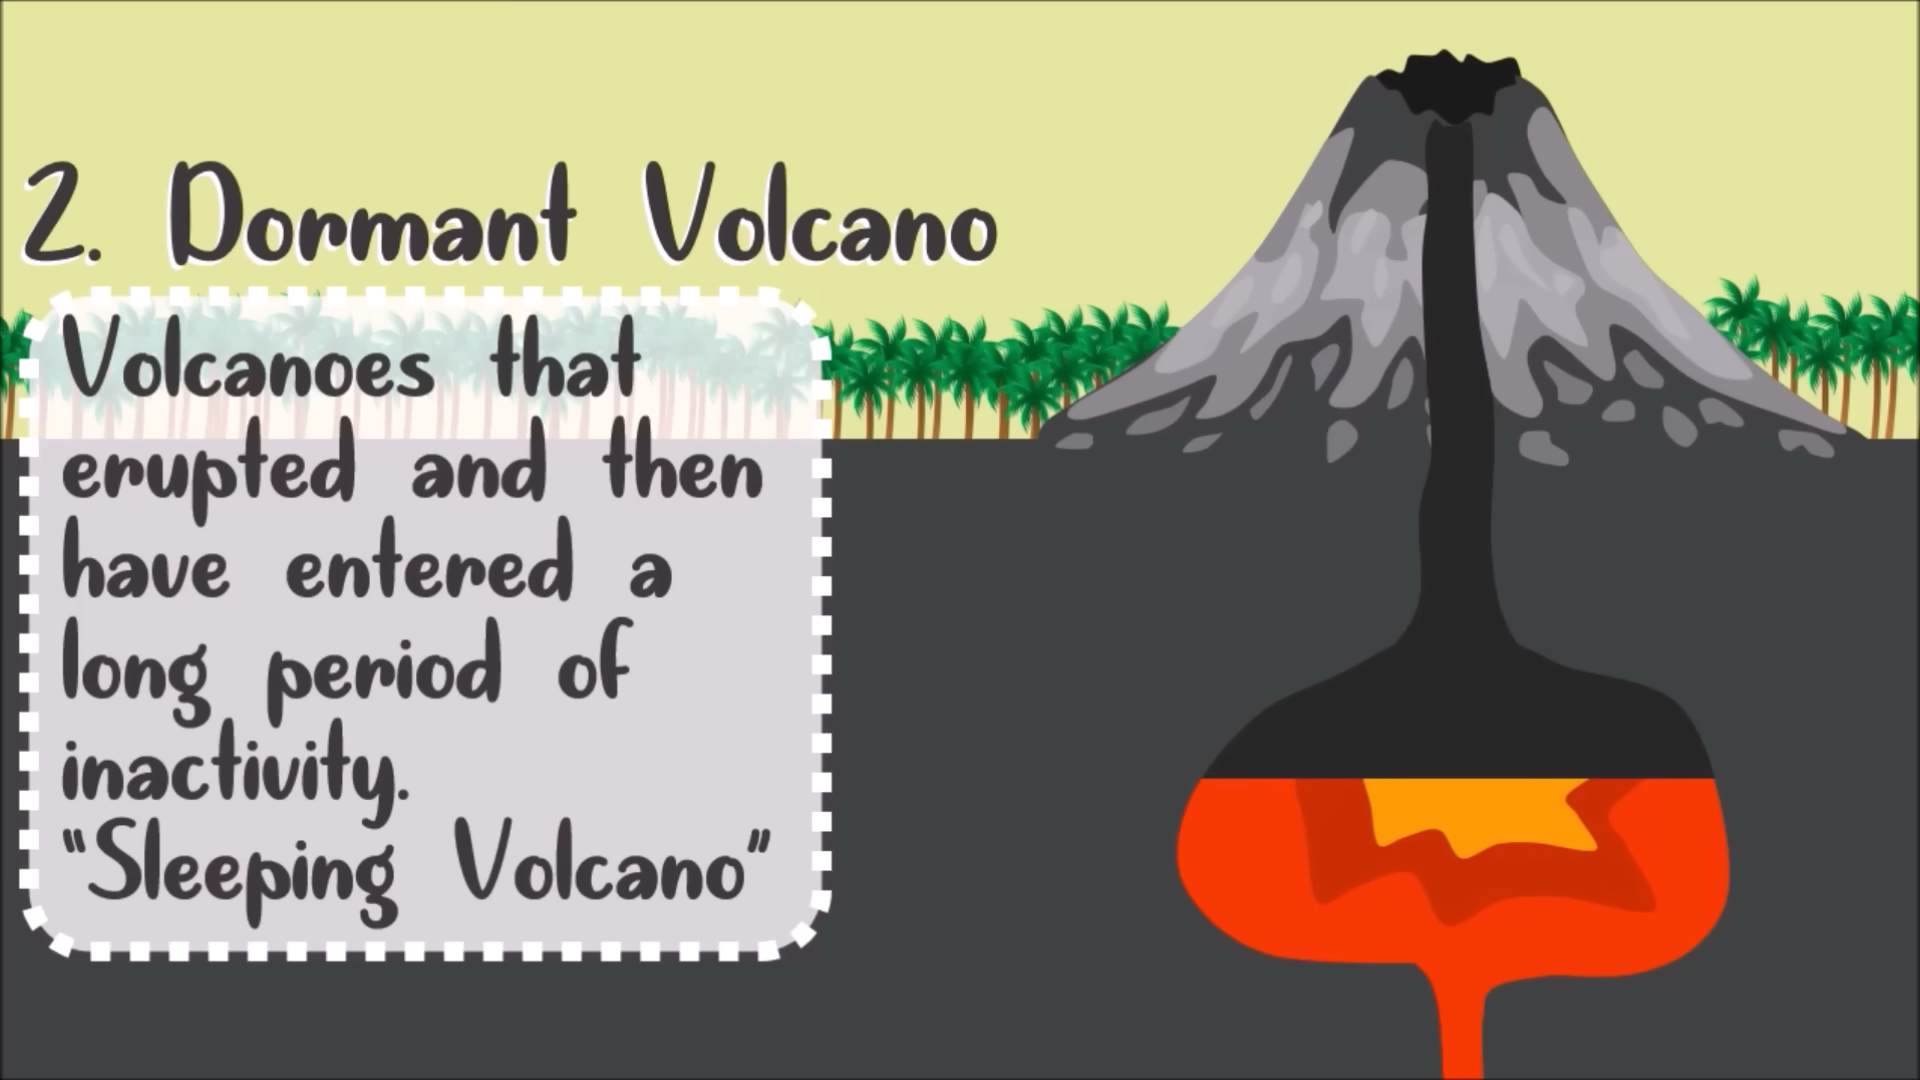 2. Dormant Volcano
Volcanoes that
erupted and then
have entered a
long period of
inactivity.
"Sleeping Volcano"